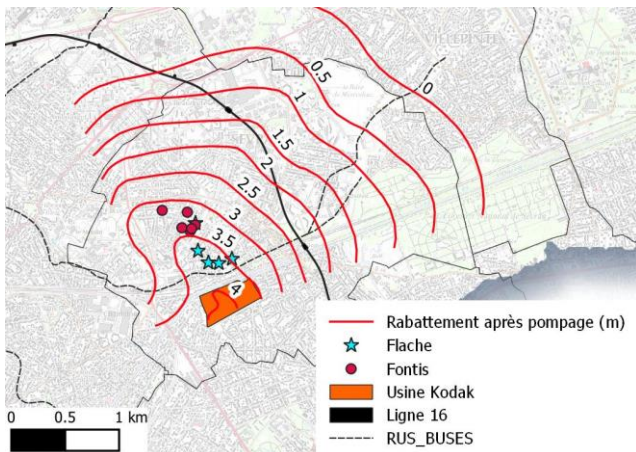 VILLEPINTE
0
0.5
1
1.5
2
2.5
3
3.5
4
Rabattement après pompage (m)
Flache
Fontis
Usine Kodak
Ligne 16
RUS_BUSES
0 0.5 1 km